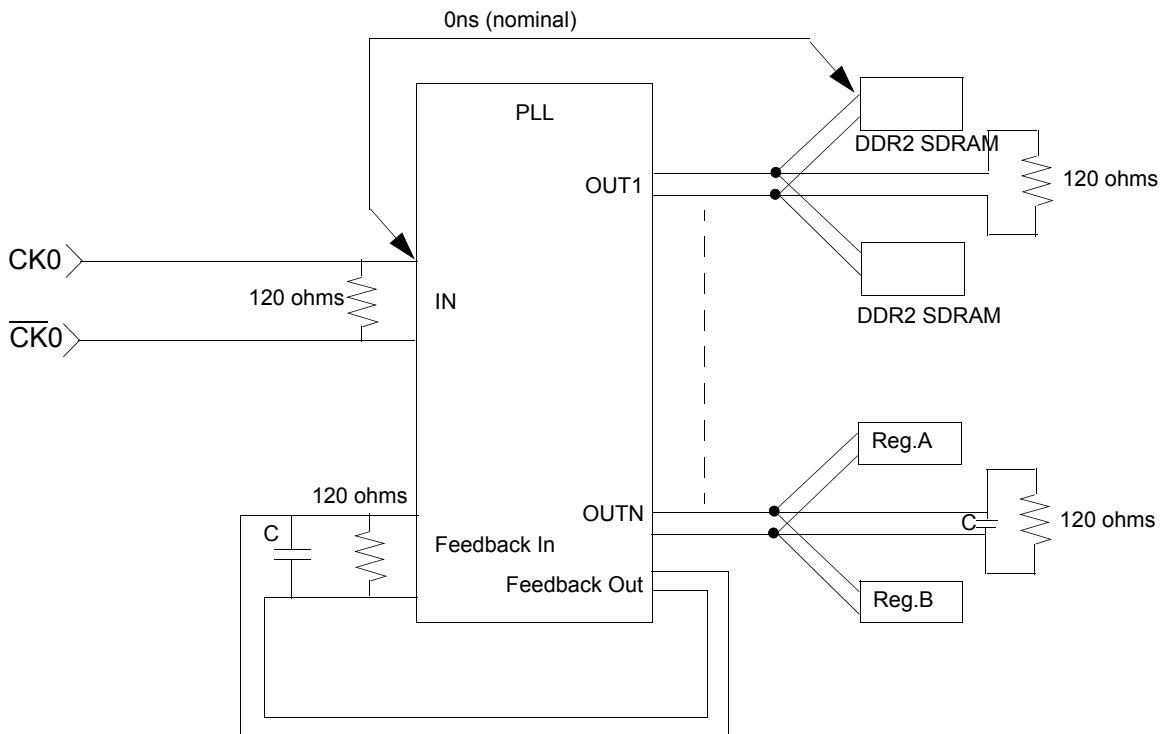 0ns (nominal)
PLL
DDR2 SDRAM
OUT1
120 ohms
CK0
120 ohms
IN
C̅K̅0
DDR2 SDRAM
Reg.A
120 ohms
OUTN
C
120 ohms
C
Feedback In
Feedback Out
Reg.B